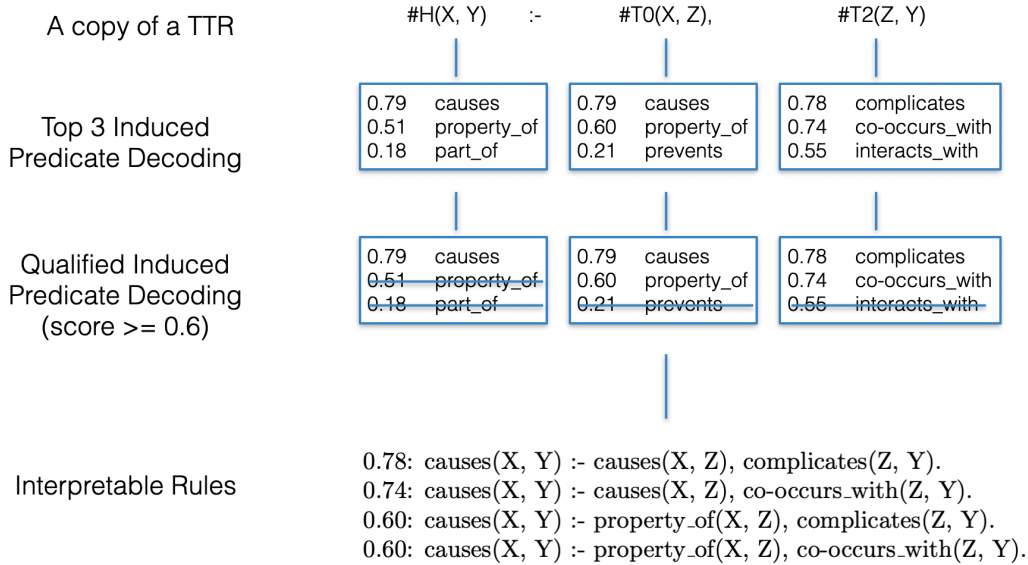 A copy of a TTR
#H(X, Y) :- #T0(X, Z), #T2(Z, Y)
Top 3 Induced
Predicate Decoding
0.79 causes
0.51 property_of
0.18 part_of
0.79 causes
0.60 property_of
0.21 prevents
0.78 complicates
0.74 co-occurs_with
0.55 interacts_with
Qualified Induced
Predicate Decoding
(score >= 0.6)
0.79 causes
0.51 property_of
0.18 part_of
0.79 causes
0.60 property_of
0.21 prevents
0.78 complicates
0.74 co-occurs_with
0.55 interacts_with
Interpretable Rules
0.78: causes(X, Y) :- causes(X, Z), complicates(Z, Y).
0.74: causes(X, Y) :- causes(X, Z), co-occurs_with(Z, Y).
0.60: causes(X, Y) :- property_of(X, Z), complicates(Z, Y).
0.60: causes(X, Y) :- property_of(X, Z), co-occurs_with(Z, Y).